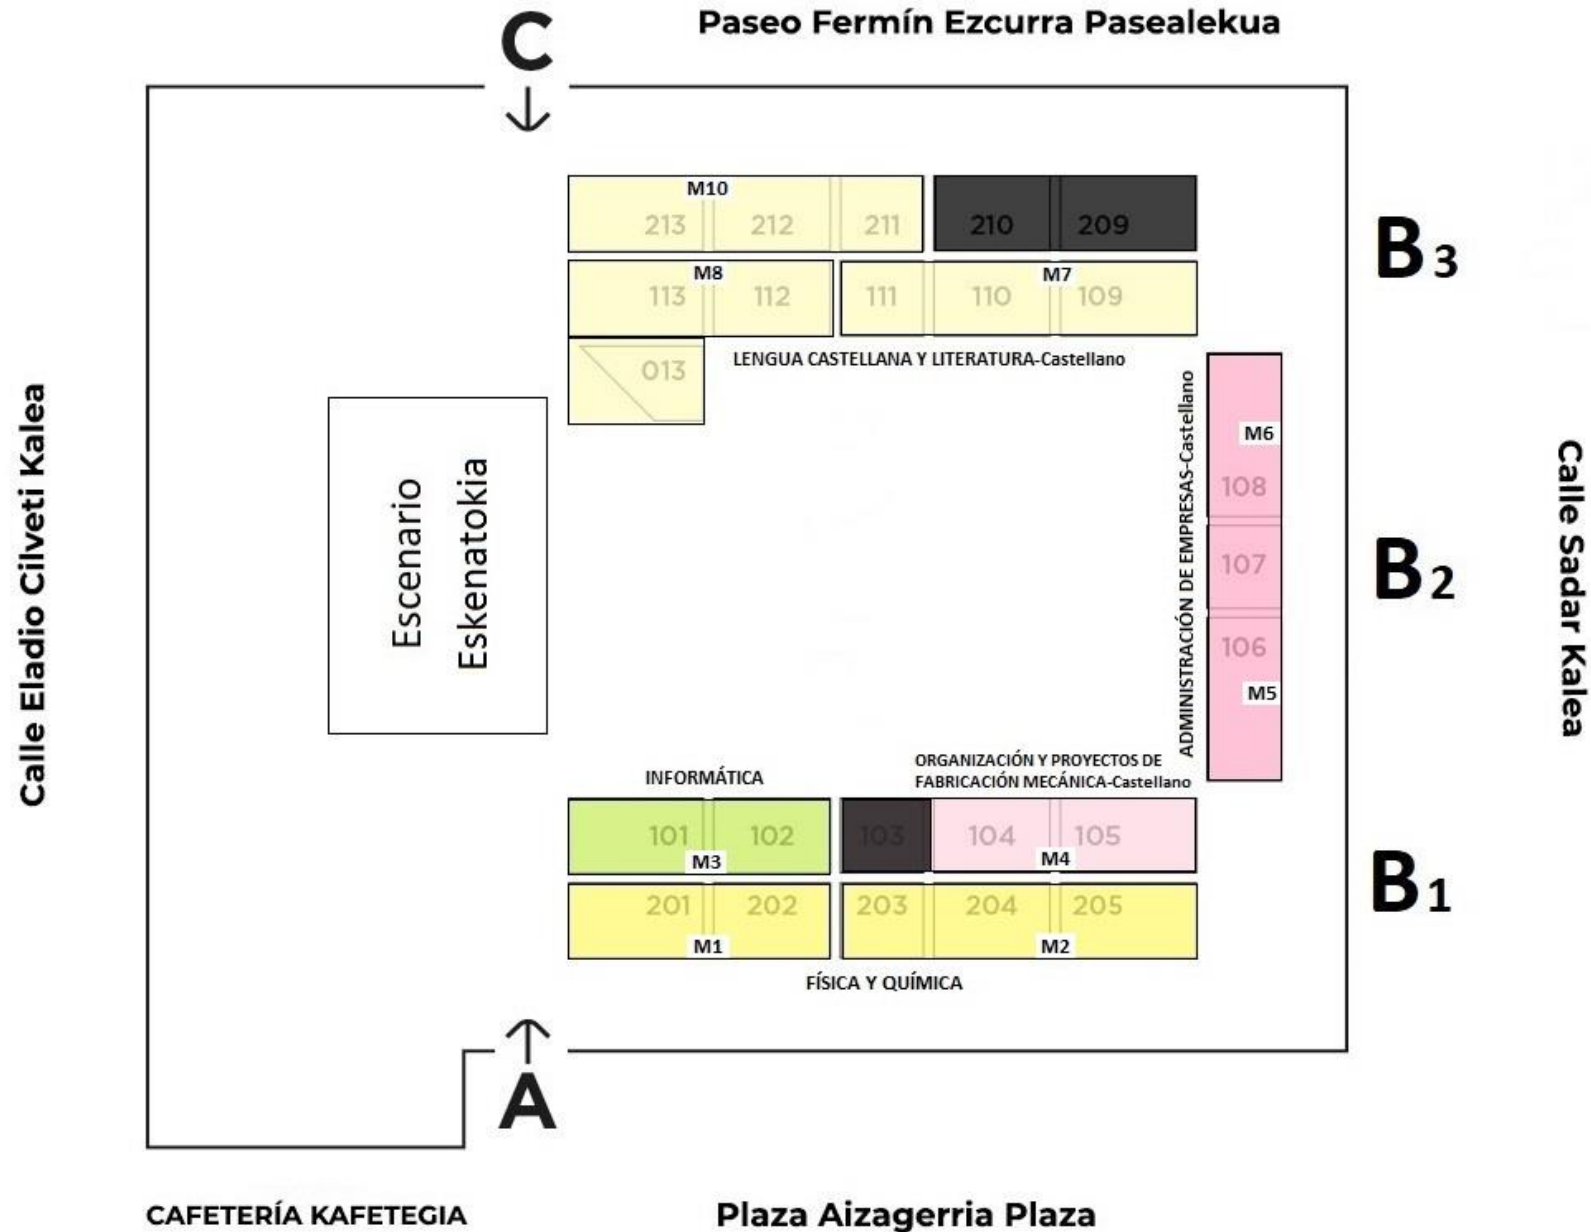 Paseo Fermín Ezcurra Pasealekua
C
M10
213 212 211 210 209
B3
M8 M7
113 112 111 110 109
013
LENGUA CASTELLANA Y LITERATURA-Castellano
Calle Eladio Cilveti Kalea
Escenario
Eskenatokia
ADMINISTRACIÓN DE EMPRESAS-Castellano
M6
108
107
106
M5
B2
Calle Sadar Kalea
INFORMÁTICA
ORGANIZACIÓN Y PROYECTOS DE
FABRICACIÓN MECÁNICA-Castellano
101 102 103 104 105
M3 M4
B1
201 202 203 204 205
M1 M2
FÍSICA Y QUÍMICA
A
CAFETERÍA KAFETEGIA
Plaza Aizagerria Plaza